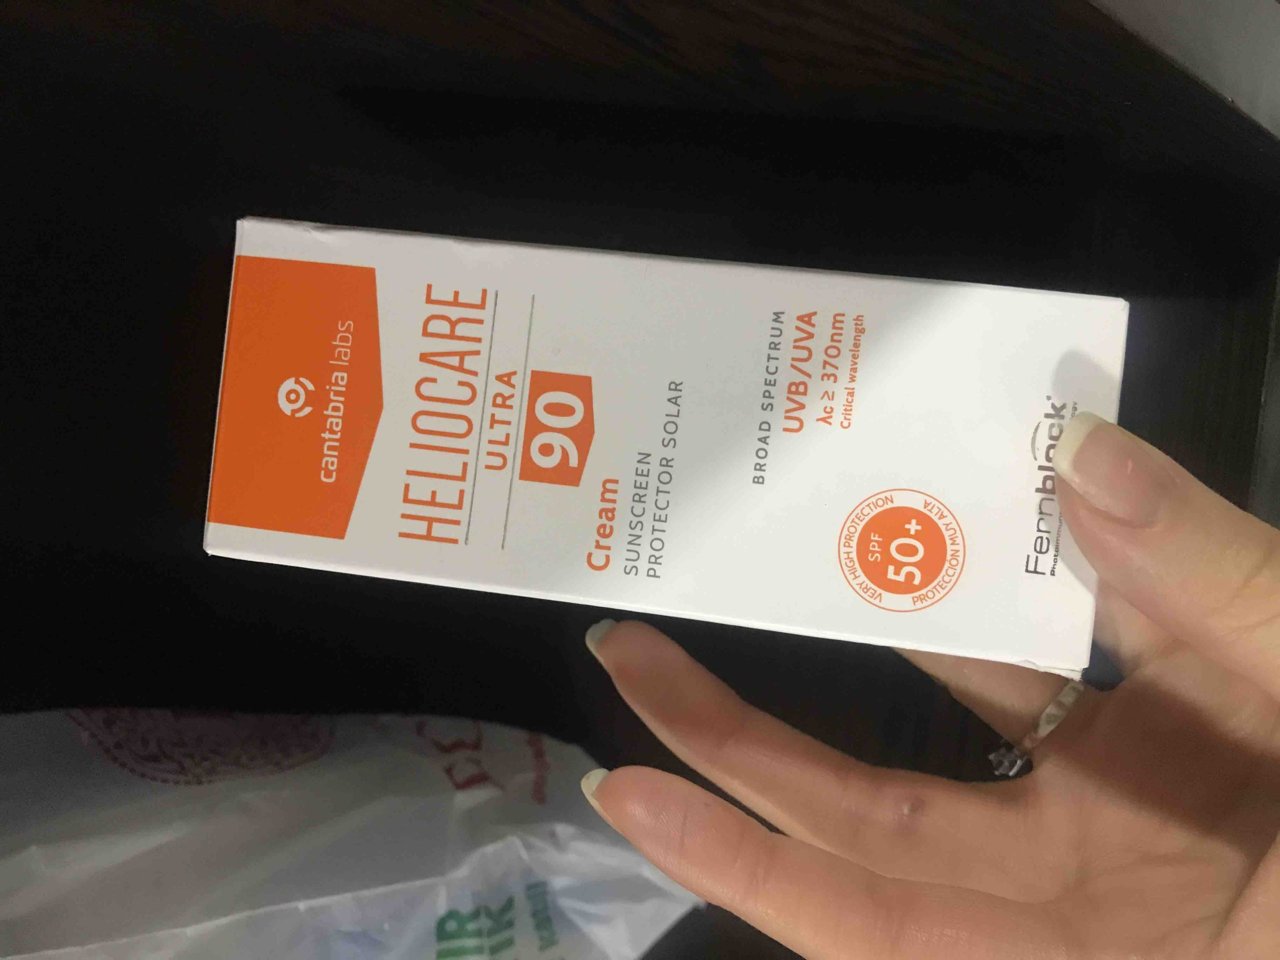 cantabria labs
HELIOCARE
ULTRA
90
Cream
SUNSCREEN
PROTECTOR SOLAR
BROAD SPECTRUM
UVB/UVA
λc ≥ 370nm
Critical wavelength
VERY HIGH PROTECTION
SPF
50+
PROTECCIÓN MUY ALTA